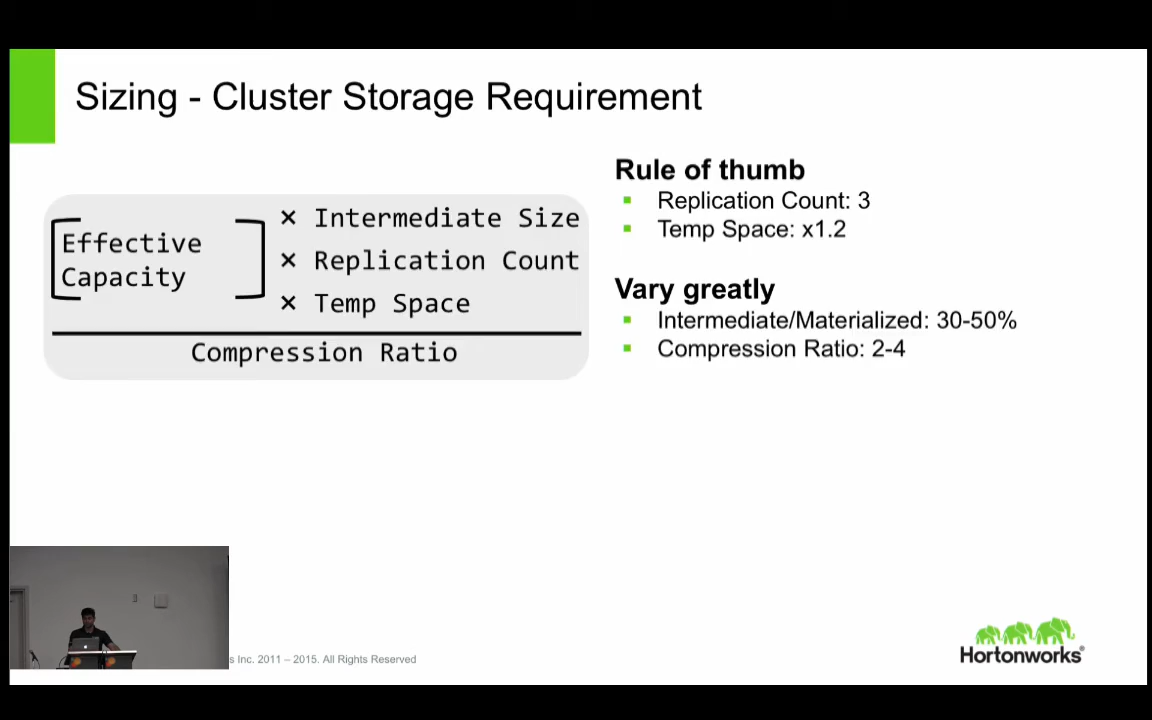 Sizing - Cluster Storage Requirement
Effective
Capacity
× Intermediate Size
× Replication Count
× Temp Space
Compression Ratio
Rule of thumb
▪ Replication Count: 3
▪ Temp Space: x1.2
Vary greatly
▪ Intermediate/Materialized: 30-50%
▪ Compression Ratio: 2-4
s Inc. 2011 – 2015. All Rights Reserved
Hortonworks®